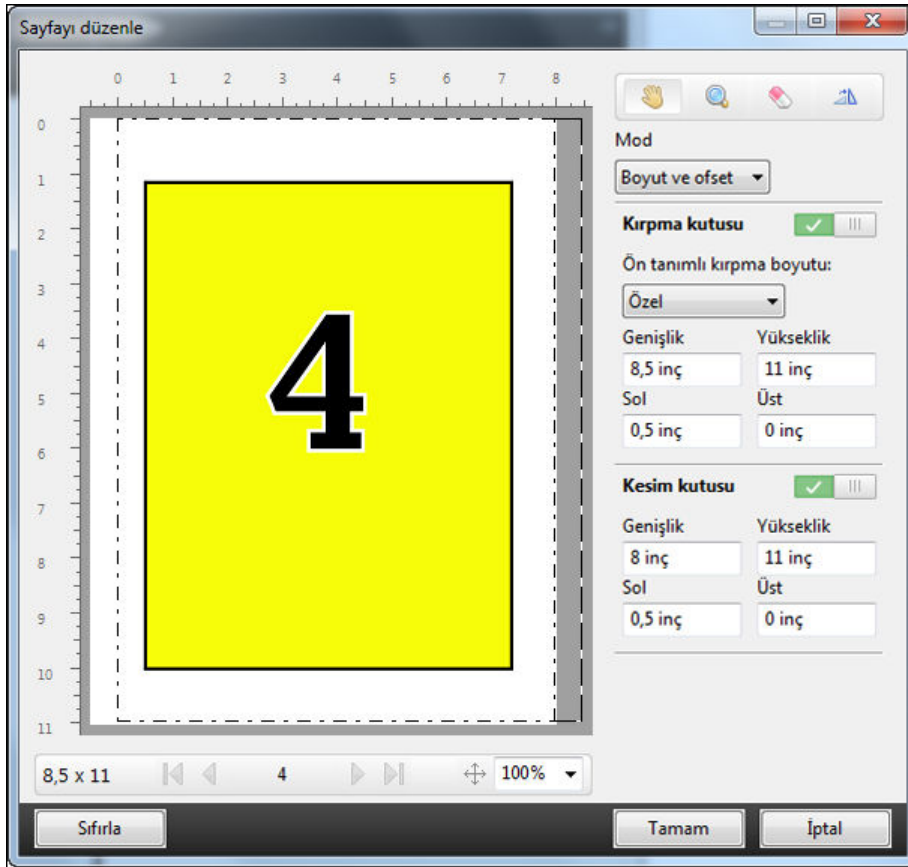 Sayfayı düzenle
0 1 2 3 4 5 6 7 8
0
1
2
3
4
5
6
7
8
9
10
11
4
Mod
Boyut ve ofset
Kırpma kutusu
Ön tanımlı kırpma boyutu:
Özel
Genişlik Yükseklik
8,5 inç 11 inç
Sol Üst
0,5 inç 0 inç
Kesim kutusu
Genişlik Yükseklik
8 inç 11 inç
Sol Üst
0,5 inç 0 inç
8,5 x 11 4 100%
Sıfırla Tamam İptal